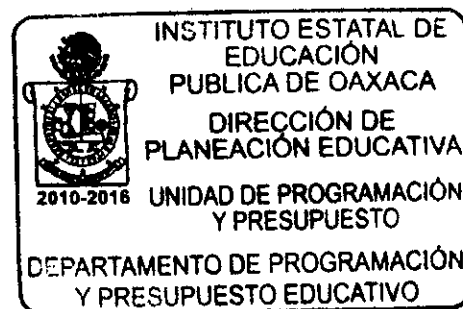 INSTITUTO ESTATAL DE
EDUCACIÓN
PUBLICA DE OAXACA
DIRECCIÓN DE
PLANEACIÓN EDUCATIVA
2010-2016
UNIDAD DE PROGRAMACIÓN
Y PRESUPUESTO
DEPARTAMENTO DE PROGRAMACIÓN
Y PRESUPUESTO EDUCATIVO